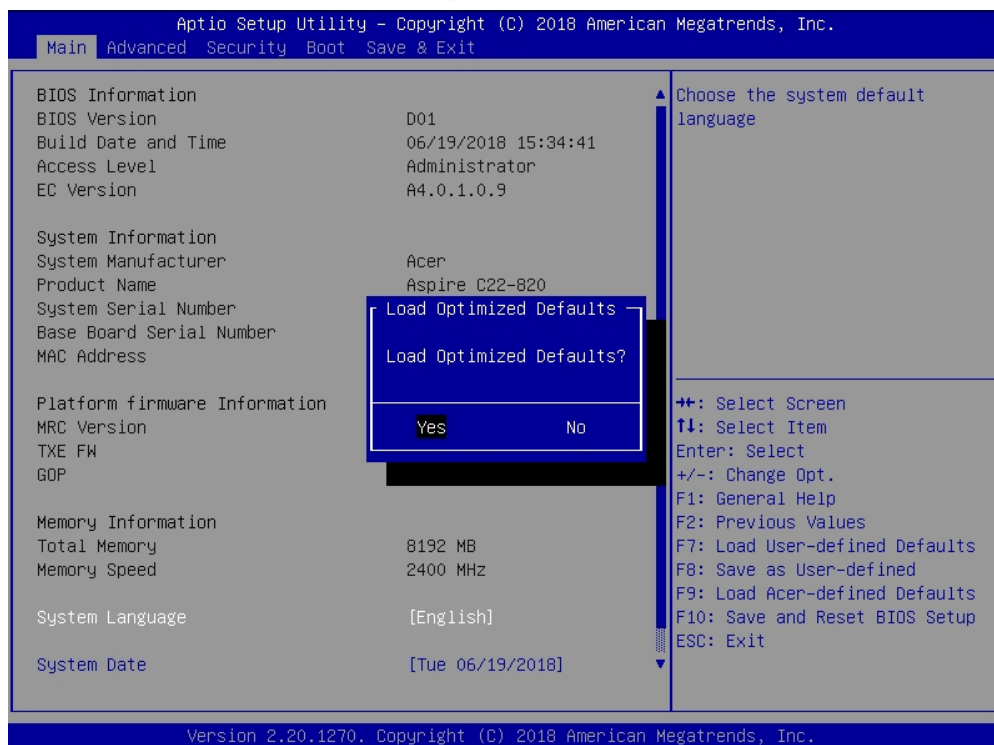 Aptio Setup Utility – Copyright (C) 2018 American Megatrends, Inc.
Main Advanced Security Boot Save & Exit
BIOS Information
BIOS Version D01
Build Date and Time 06/19/2018 15:34:41
Access Level Administrator
EC Version A4.0.1.0.9
System Information
System Manufacturer Acer
Product Name Aspire C22-820
System Serial Number
Base Board Serial Number
MAC Address
Platform firmware Information
MRC Version
TXE FW
GOP
Memory Information
Total Memory 8192 MB
Memory Speed 2400 MHz
System Language [English]
System Date [Tue 06/19/2018]
Load Optimized Defaults
Load Optimized Defaults?
Yes No
Choose the system default
language
→←: Select Screen
↑↓: Select Item
Enter: Select
+/-: Change Opt.
F1: General Help
F2: Previous Values
F7: Load User-defined Defaults
F8: Save as User-defined
F9: Load Acer-defined Defaults
F10: Save and Reset BIOS Setup
ESC: Exit
Version 2.20.1270. Copyright (C) 2018 American Megatrends, Inc.